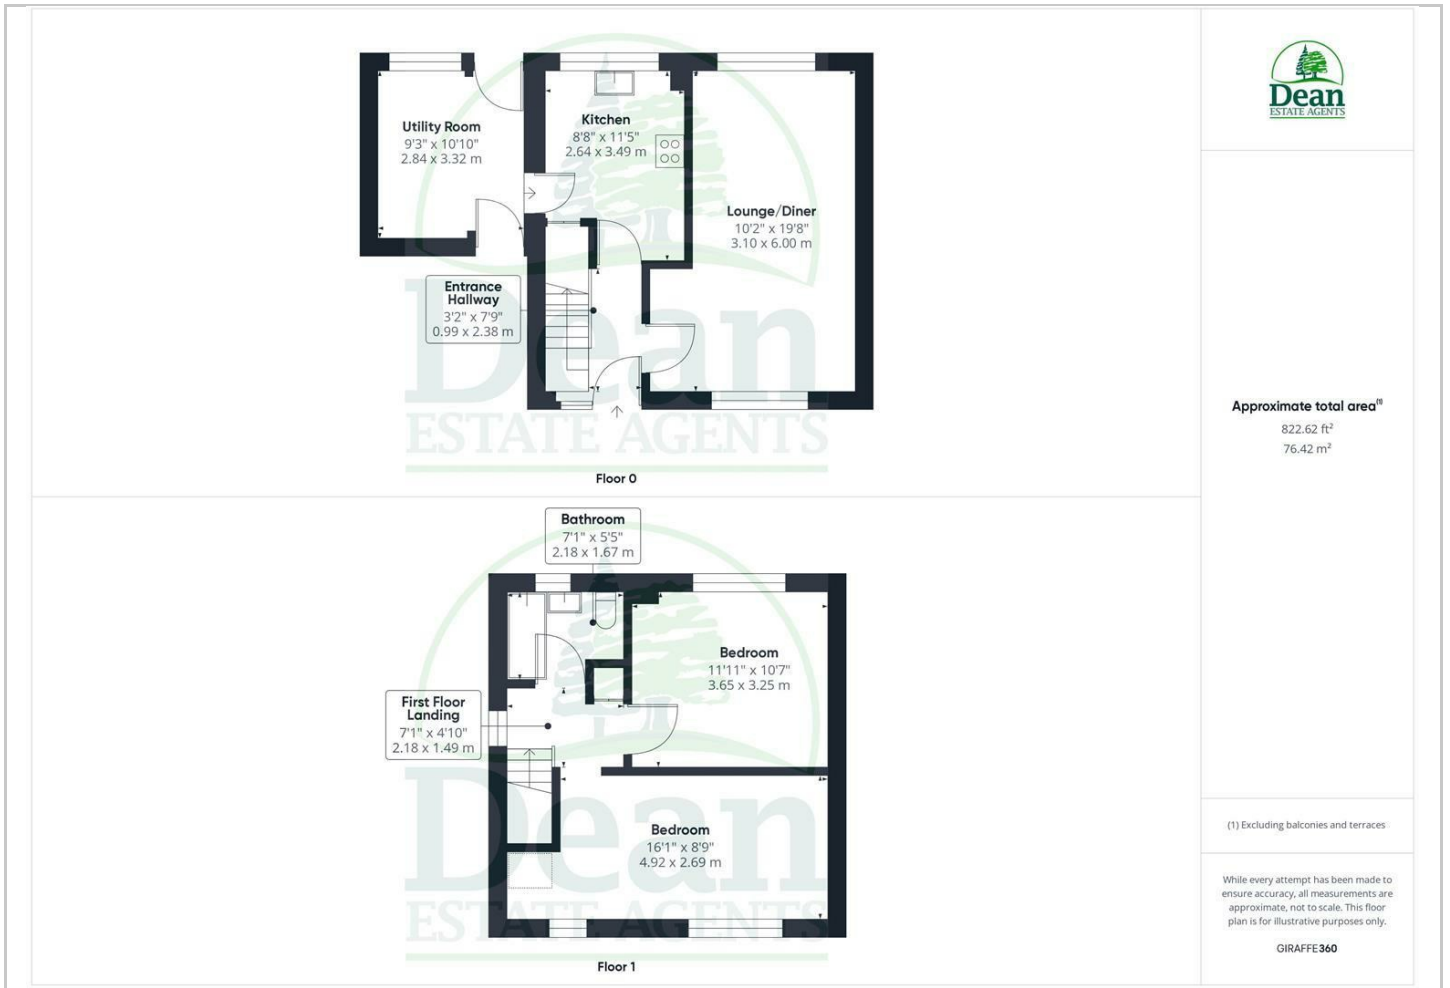 Utility Room
9'3" x 10'10"
2.84 x 3.32 m
Kitchen
8'8" x 11'5"
2.64 x 3.49 m
Lounge/Diner
10'2" x 19'8"
3.10 x 6.00 m
Entrance
Hallway
3'2" x 7'9"
0.99 x 2.38 m
Dean
ESTATE AGENTS
Floor 0
Bathroom
7'1" x 5'5"
2.18 x 1.67 m
Bedroom
11'11" x 10'7"
3.65 x 3.25 m
First Floor
Landing
7'1" x 4'10"
2.18 x 1.49 m
Bedroom
16'1" x 8'9"
4.92 x 2.69 m
Dean
ESTATE AGENTS
Floor 1
Dean
ESTATE AGENTS
Approximate total area(1)
822.62 ft²
76.42 m²
(1) Excluding balconies and terraces
While every attempt has been made to
ensure accuracy, all measurements are
approximate, not to scale. This floor
plan is for illustrative purposes only.
GIRAFFE360